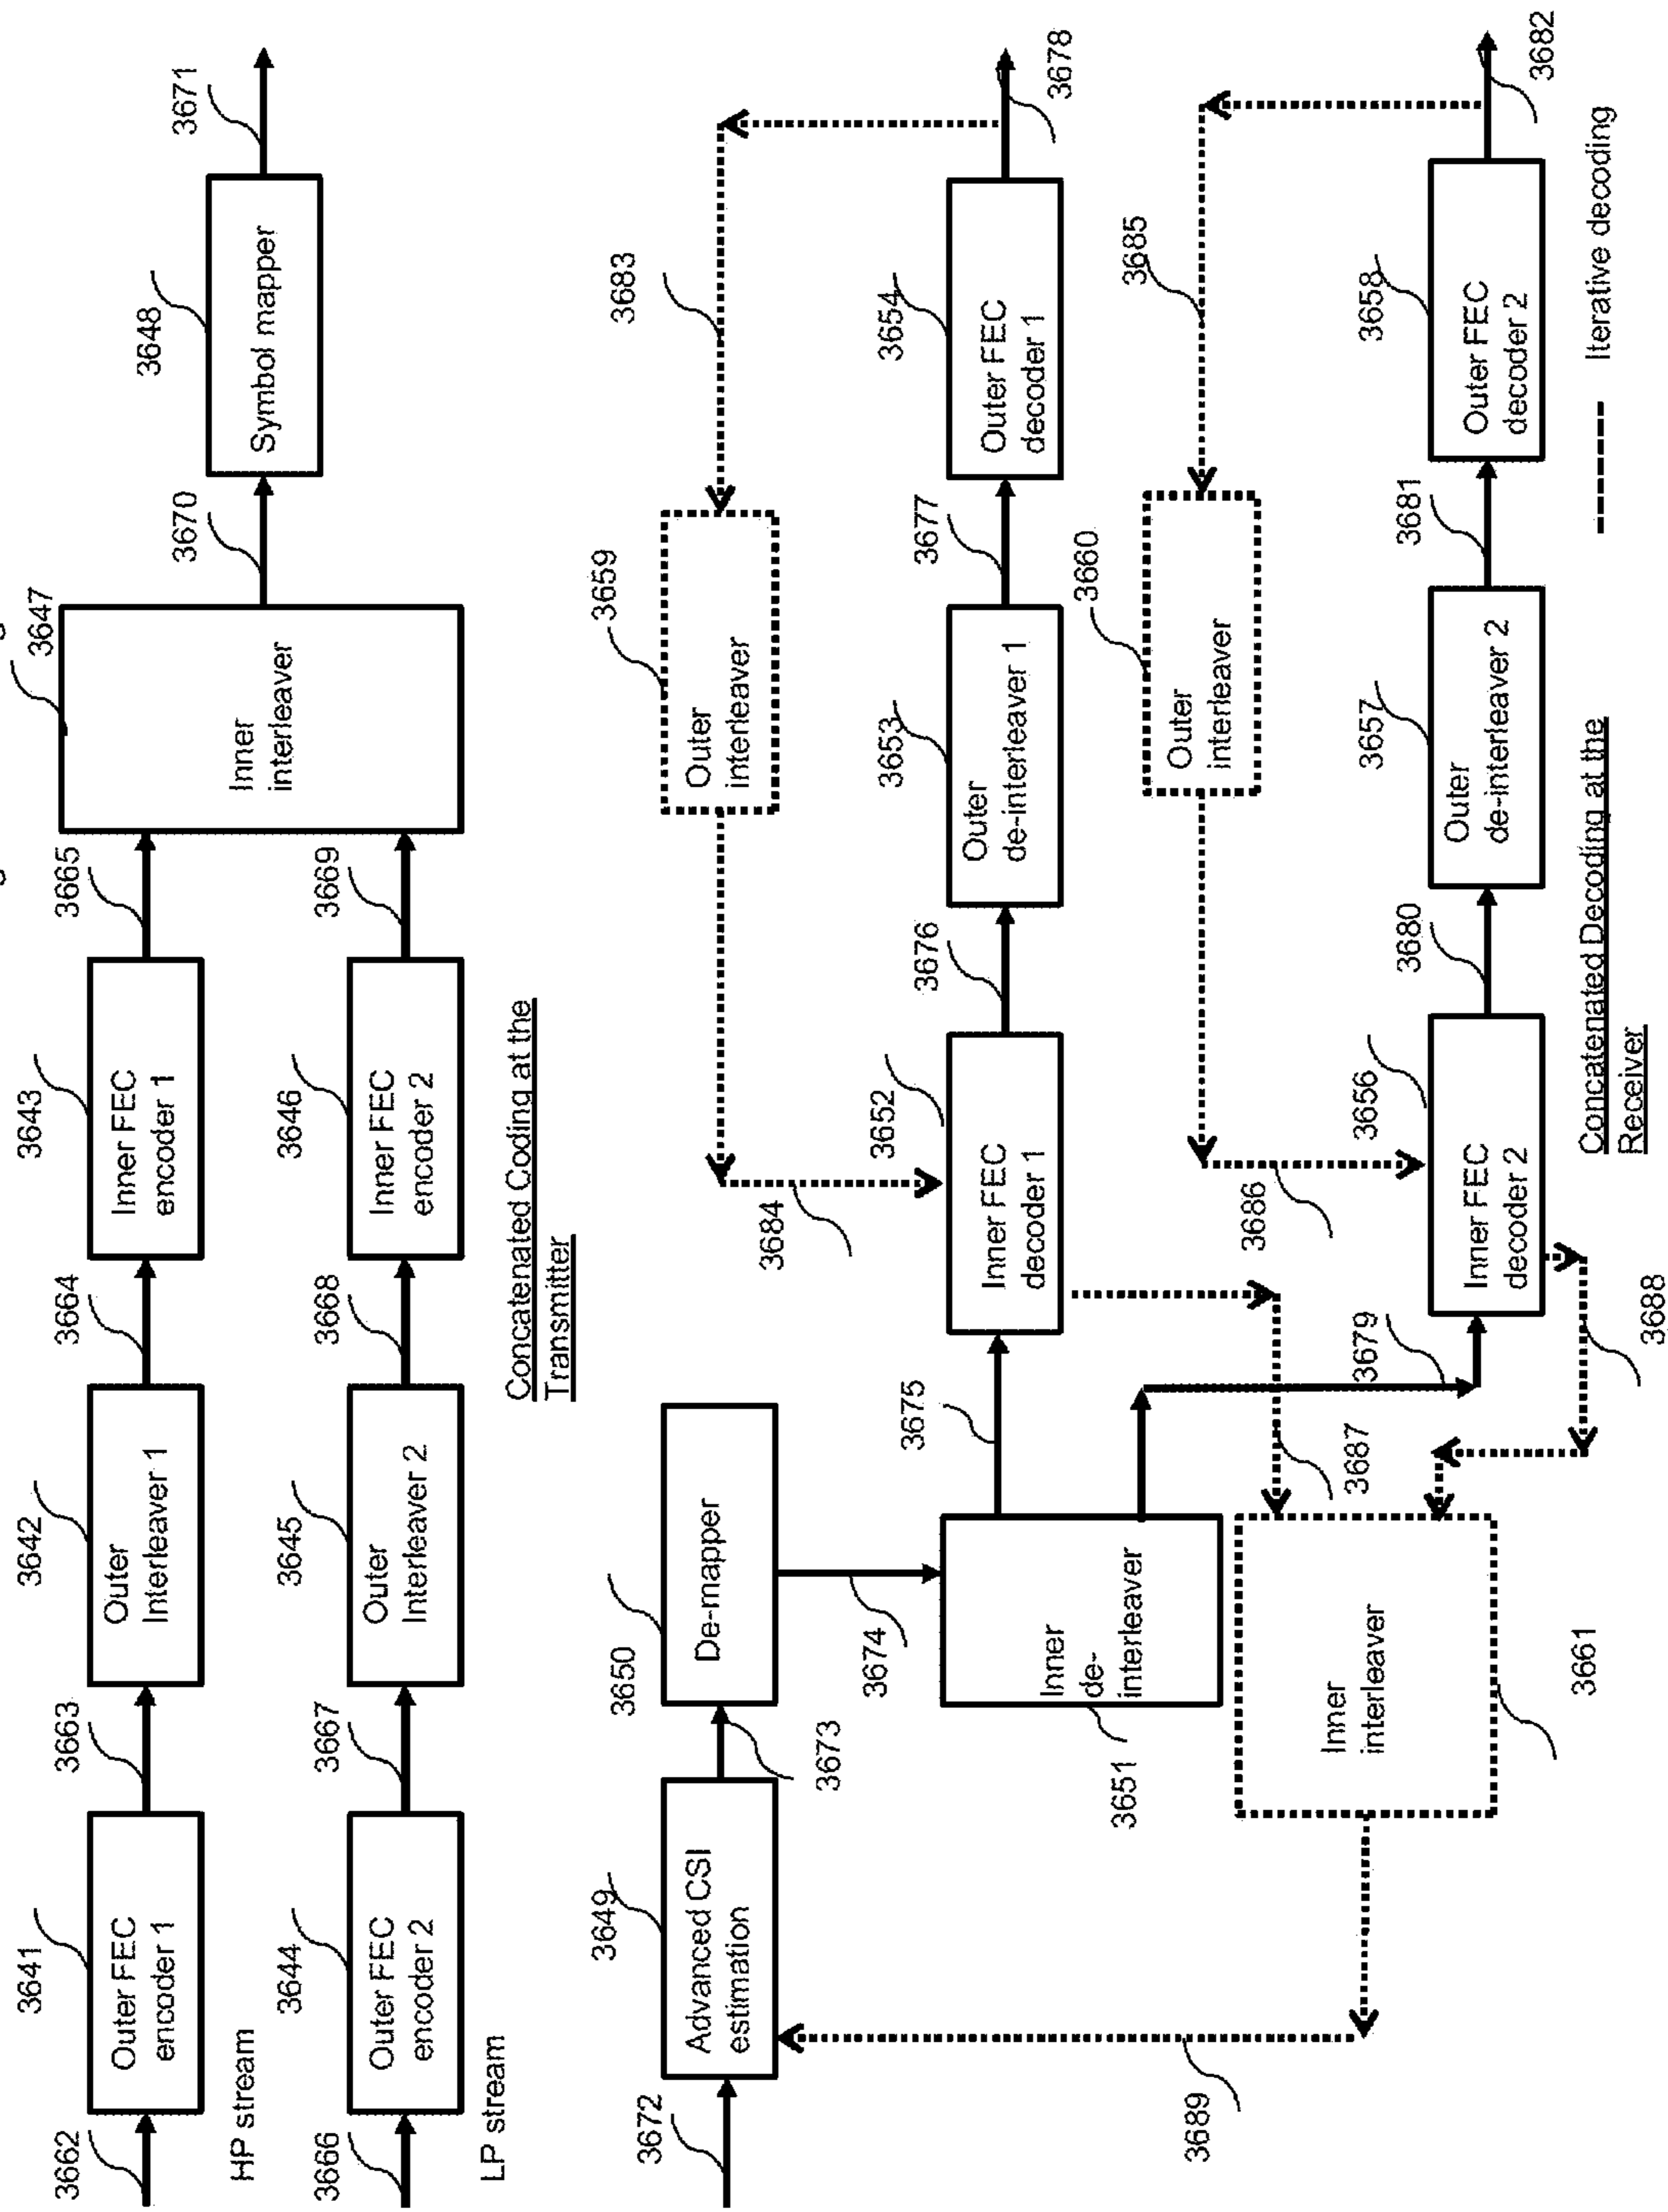 3641
3642
3643
3647
3648
3662
Outer FEC
encoder 1
3663
Outer
Interleaver 1
3664
Inner FEC
encoder 1
3665
Inner
interleaver
3670
Symbol mapper
3671
HP stream
3644
3645
3646
3666
Outer FEC
encoder 2
3667
Outer
Interleaver 2
3668
Inner FEC
encoder 2
3669
LP stream
Concatenated Coding at the
Transmitter
3649
3650
3659
3683
3672
Advanced CSI
estimation
3673
De-mapper
Outer
interleaver
3684
3674
3675
3652
3676
3653
3677
3654
3678
3651
Inner
de-
interleaver
Inner FEC
decoder 1
Outer
de-interleaver 1
Outer FEC
decoder 1
3660
3685
Outer
interleaver
3686
3687
3679
3656
3680
3657
3681
3658
3682
3689
Inner
interleaver
3661
Inner FEC
decoder 2
Outer
de-interleaver 2
Outer FEC
decoder 2
3688
Concatenated Decoding at the
Receiver
Iterative decoding